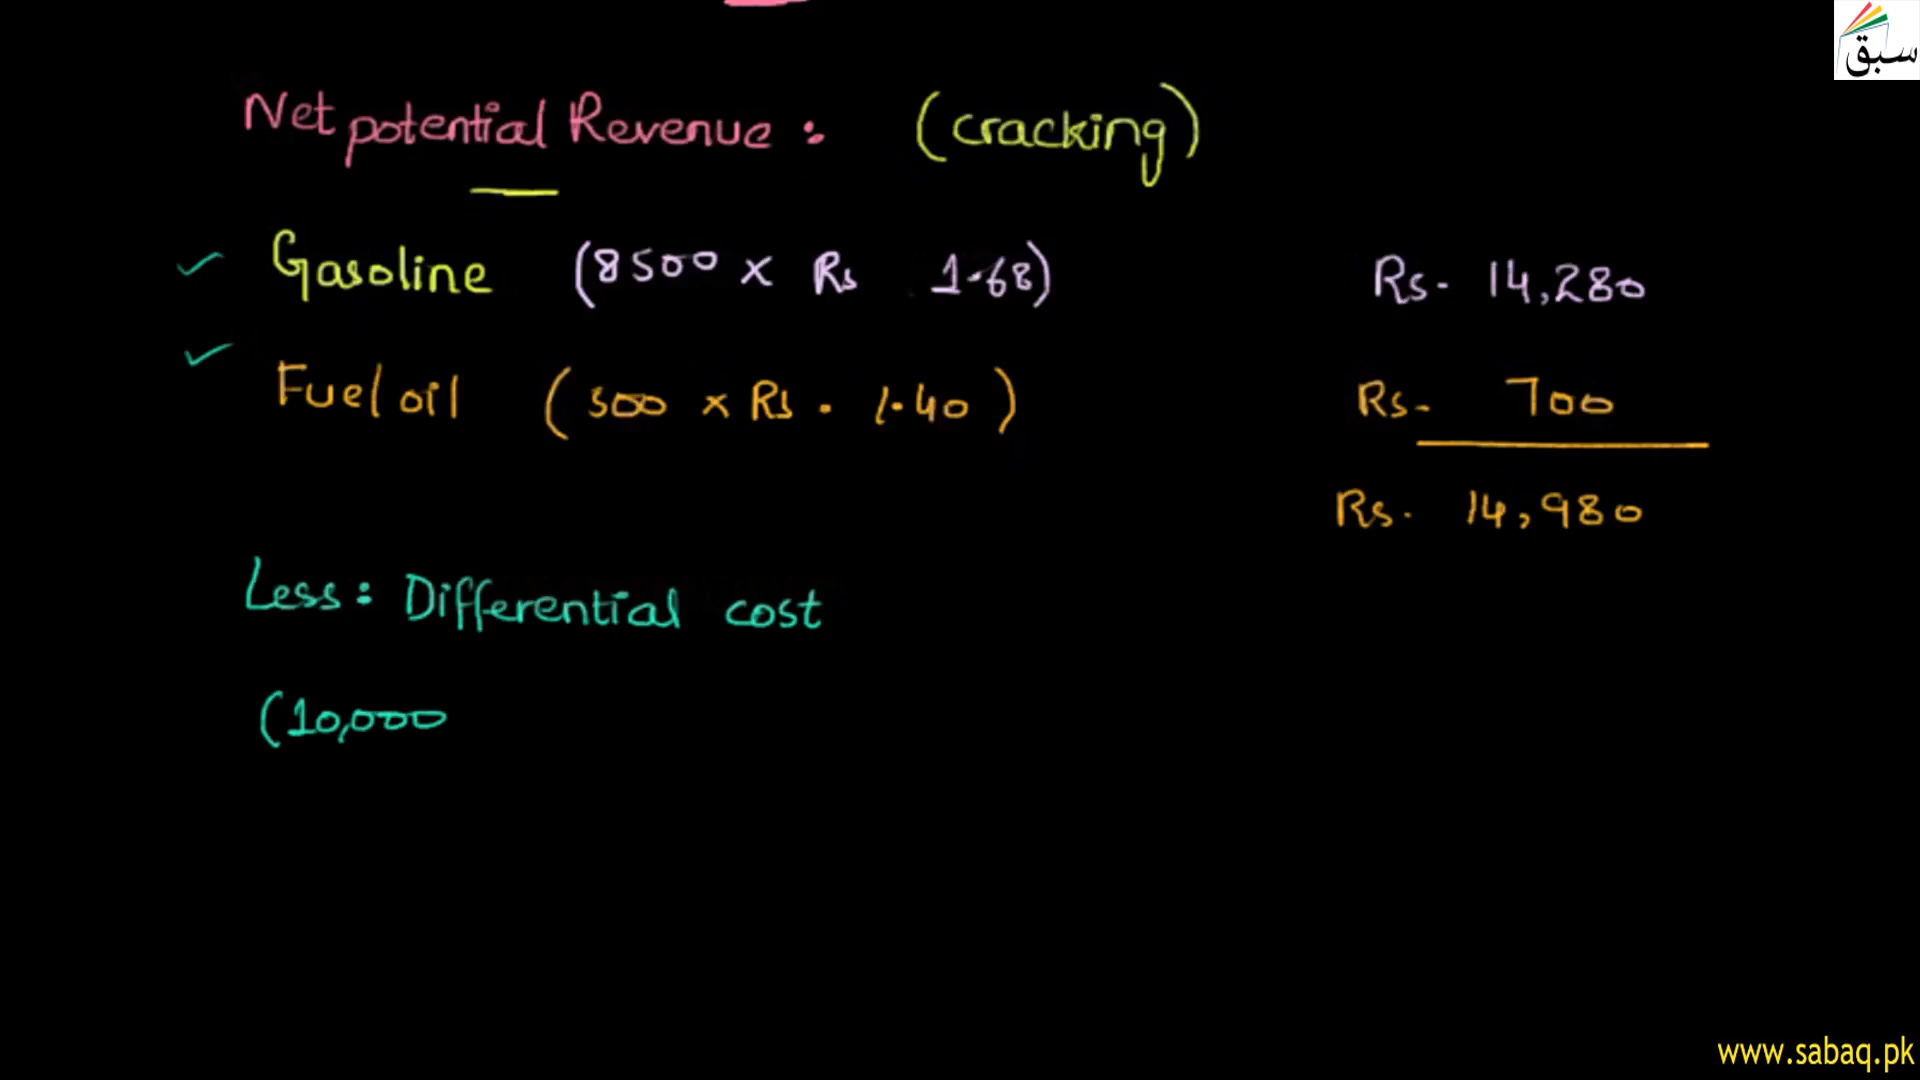 سبق
Net potential Revenue : (cracking)
Gasoline (8500 x Rs 1.68) Rs. 14,280
Fuel oil (500 x Rs. 1.40) Rs. 700
Rs. 14,980
Less : Differential cost
(10,000
www.sabaq.pk